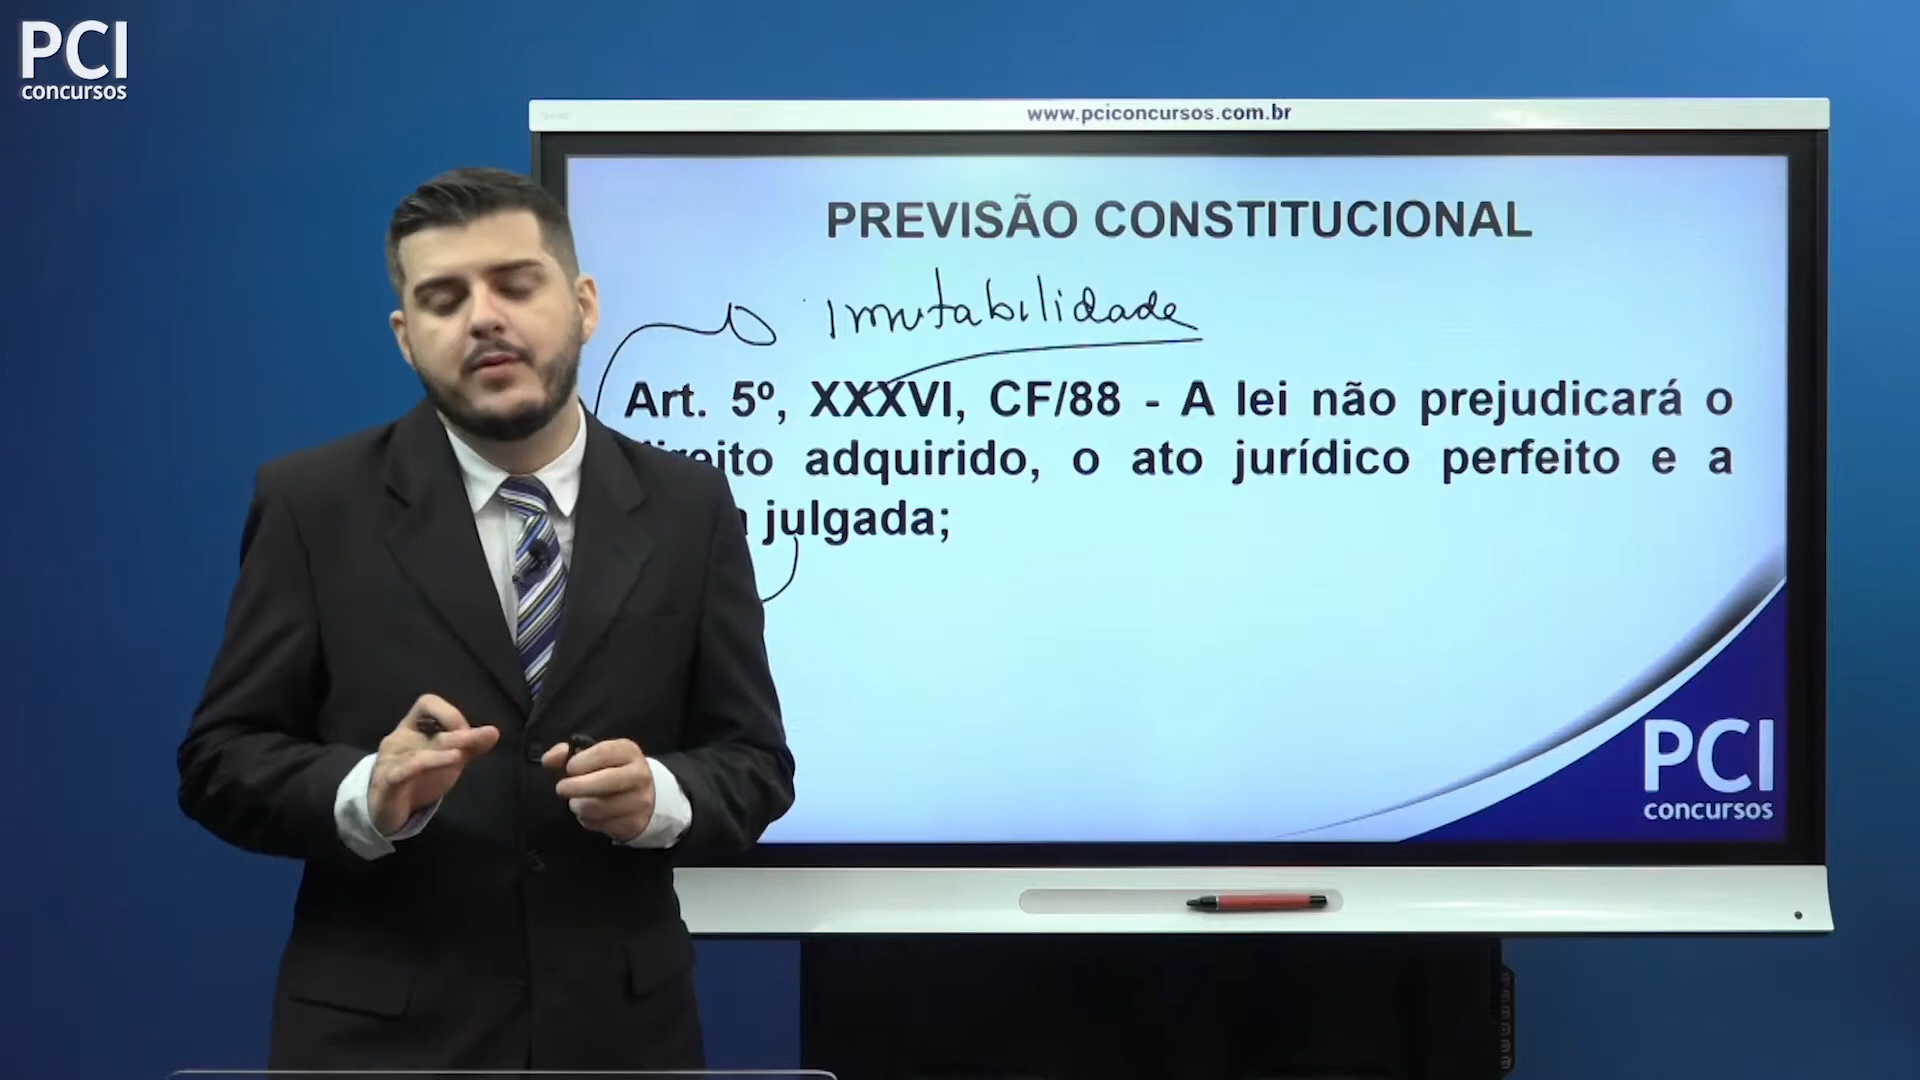 PCI
concursos
www.pciconcursos.com.br
PREVISÃO CONSTITUCIONAL
imutabilidade
Art. 5º, XXXVI, CF/88 - A lei não prejudicará o
adquirido, o ato jurídico perfeito e a
julgada;
PCI
concursos